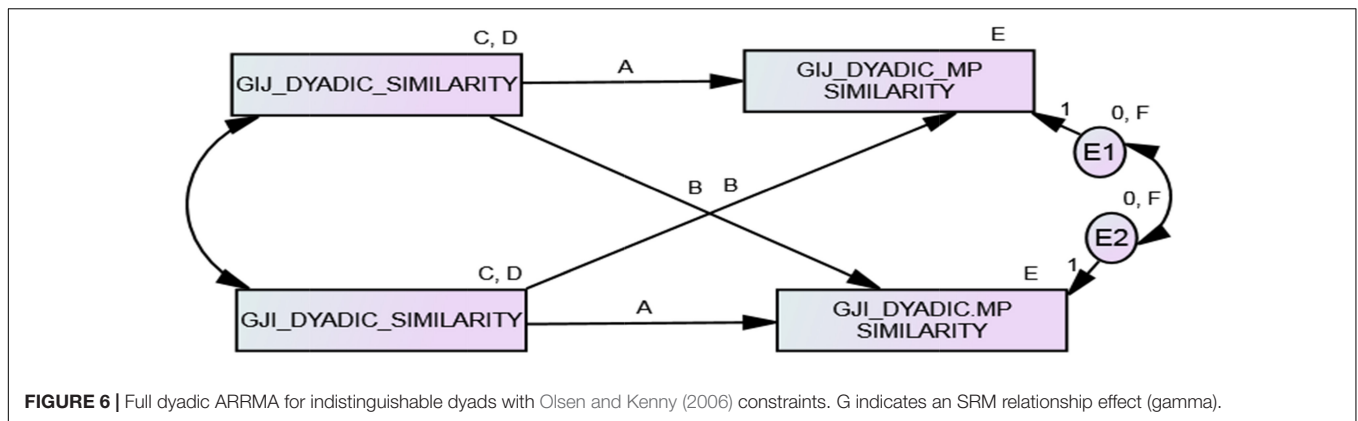 C, D
E
GIJ_DYADIC_SIMILARITY
A
GIJ_DYADIC_MP
SIMILARITY
1
0, F
E1
B B
0, F
E2
C, D
E
1
GJI_DYADIC_SIMILARITY
A
GJI_DYADIC.MP
SIMILARITY
FIGURE 6 | Full dyadic ARRMA for indistinguishable dyads with Olsen and Kenny (2006) constraints. G indicates an SRM relationship effect (gamma).